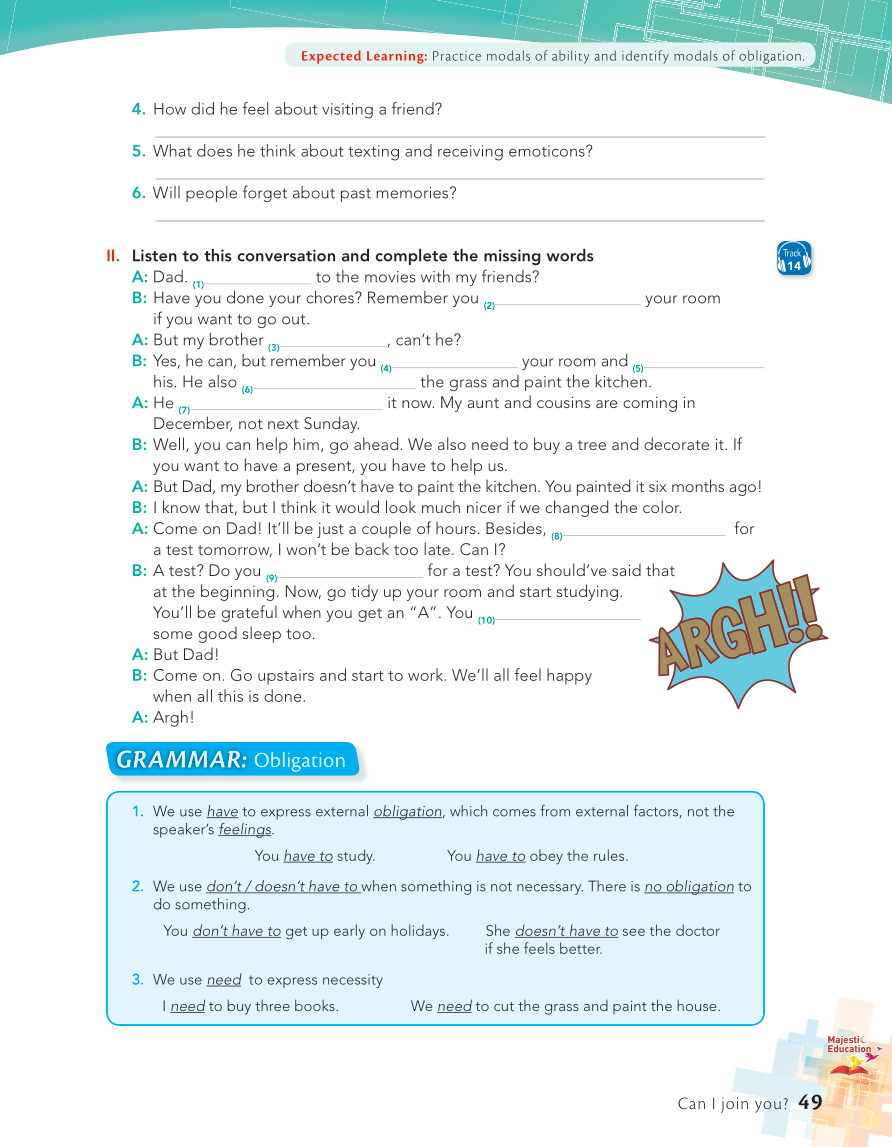 Expected Learning: Practice modals of ability and identify modals of obligation.
4. How did he feel about visiting a friend?
5. What does he think about texting and receiving emoticons?
6. Will people forget about past memories?
II. Listen to this conversation and complete the missing words
Track
14
A: Dad. (1)____________ to the movies with my friends?
B: Have you done your chores? Remember you (2)________________ your room
if you want to go out.
A: But my brother (3)____________, can't he?
B: Yes, he can, but remember you (4)______________ your room and (5)______________
his. He also (6)__________________ the grass and paint the kitchen.
A: He (7)______________________ it now. My aunt and cousins are coming in
December, not next Sunday.
B: Well, you can help him, go ahead. We also need to buy a tree and decorate it. If
you want to have a present, you have to help us.
A: But Dad, my brother doesn't have to paint the kitchen. You painted it six months ago!
B: I know that, but I think it would look much nicer if we changed the color.
A: Come on Dad! It'll be just a couple of hours. Besides, (8)__________________ for
a test tomorrow, I won't be back too late. Can I?
B: A test? Do you (9)________________ for a test? You should've said that
at the beginning. Now, go tidy up your room and start studying.
You'll be grateful when you get an “A”. You (10)________________
some good sleep too.
A: But Dad!
B: Come on. Go upstairs and start to work. We'll all feel happy
when all this is done.
A: Argh!
ARGH!!
GRAMMAR: Obligation
1. We use have to express external obligation, which comes from external factors, not the
speaker's feelings.
You have to study. You have to obey the rules.
2. We use don't / doesn't have to when something is not necessary. There is no obligation to
do something.
You don't have to get up early on holidays. She doesn't have to see the doctor
if she feels better.
3. We use need to express necessity
I need to buy three books. We need to cut the grass and paint the house.
Majestic
Education
Can I join you? 49